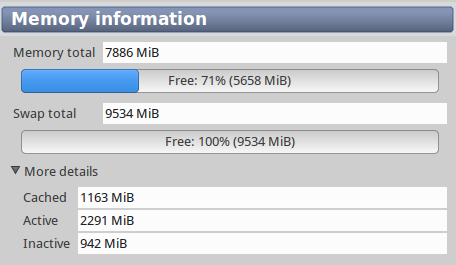 Memory information
Memory total 7886 MiB
Free: 71% (5658 MiB)
Swap total 9534 MiB
Free: 100% (9534 MiB)
More details
Cached 1163 MiB
Active 2291 MiB
Inactive 942 MiB